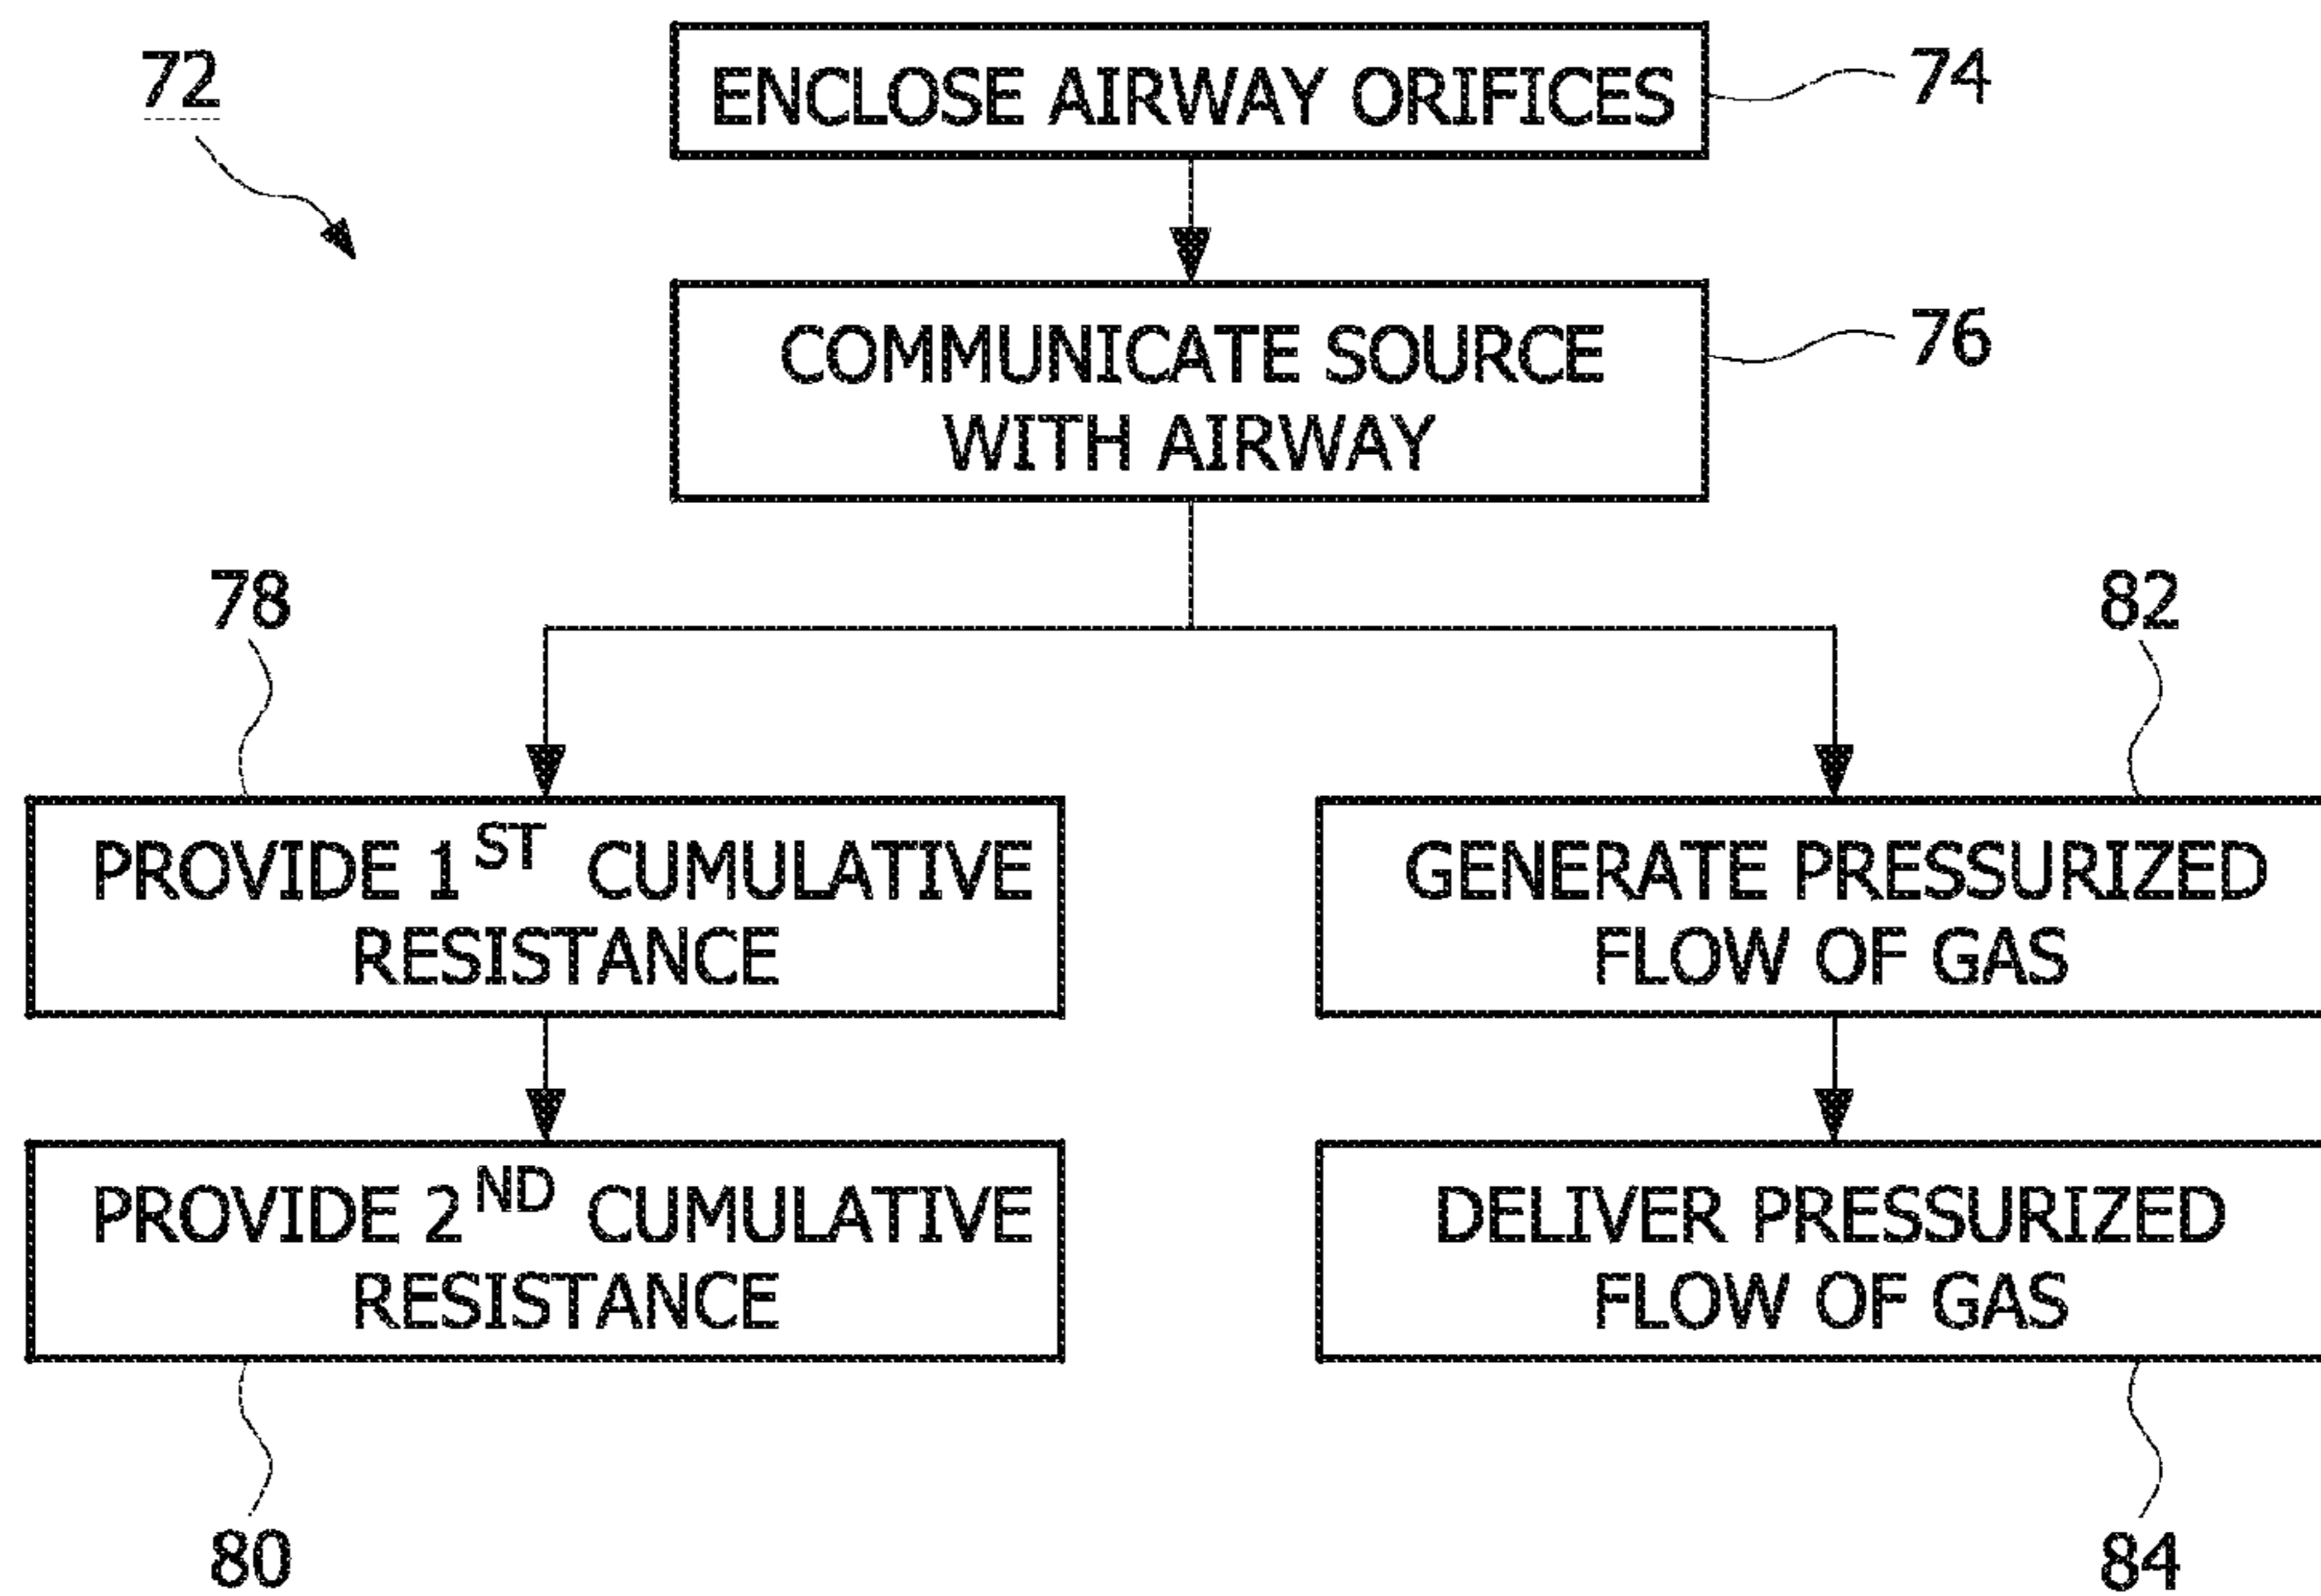 72
ENCLOSE AIRWAY ORIFICES
74
COMMUNICATE SOURCE
WITH AIRWAY
76
78
82
PROVIDE 1ST CUMULATIVE
RESISTANCE
GENERATE PRESSURIZED
FLOW OF GAS
PROVIDE 2ND CUMULATIVE
RESISTANCE
DELIVER PRESSURIZED
FLOW OF GAS
80
84